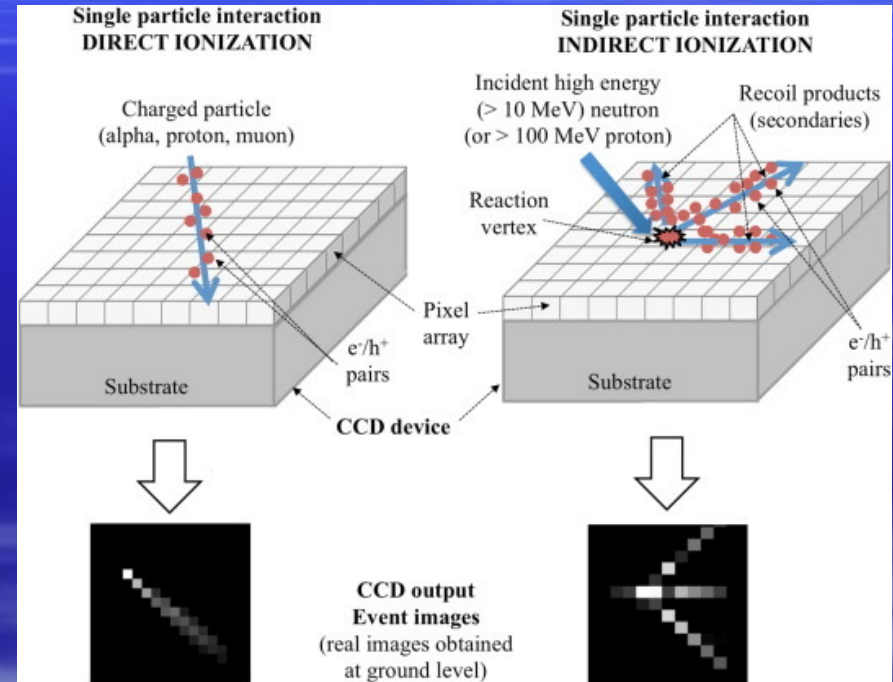 Single particle interaction
DIRECT IONIZATION
Charged particle
(alpha, proton, muon)
Substrate
e⁻/h⁺
pairs
Pixel
array
CCD device
Single particle interaction
INDIRECT IONIZATION
Incident high energy
(> 10 MeV) neutron
(or > 100 MeV proton)
Recoil products
(secondaries)
Reaction
vertex
e⁻/h⁺
pairs
Substrate
CCD output
Event images
(real images obtained
at ground level)